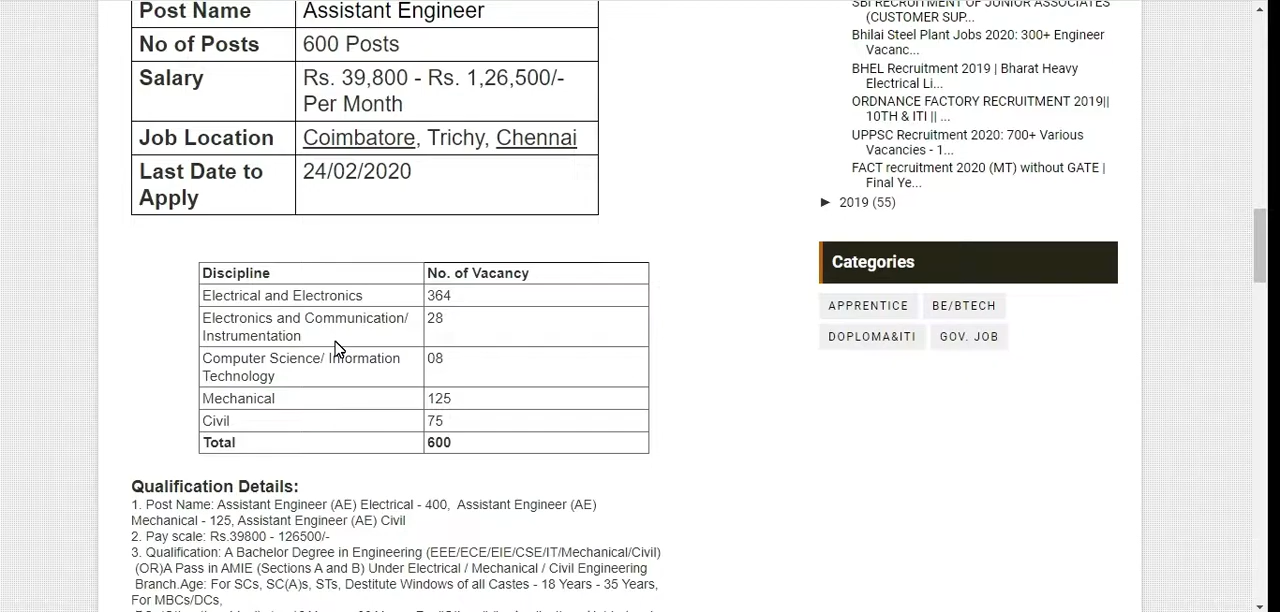 Post Name Assistant Engineer
No of Posts 600 Posts
Salary Rs. 39,800 - Rs. 1,26,500/-
Per Month
Job Location Coimbatore, Trichy, Chennai
Last Date to 24/02/2020
Apply
Discipline No. of Vacancy
Electrical and Electronics 364
Electronics and Communication/ 28
Instrumentation
Computer Science/ Information 08
Technology
Mechanical 125
Civil 75
Total 600
Qualification Details:
1. Post Name: Assistant Engineer (AE) Electrical - 400, Assistant Engineer (AE)
Mechanical - 125, Assistant Engineer (AE) Civil
2. Pay scale: Rs.39800 - 126500/-
3. Qualification: A Bachelor Degree in Engineering (EEE/ECE/EIE/CSE/IT/Mechanical/Civil)
(OR)A Pass in AMIE (Sections A and B) Under Electrical / Mechanical / Civil Engineering
Branch.Age: For SCs, SC(A)s, STs, Destitute Windows of all Castes - 18 Years - 35 Years,
For MBCs/DCs,
SBI RECRUITMENT OF JUNIOR ASSOCIATES
(CUSTOMER SUP...
Bhilai Steel Plant Jobs 2020: 300+ Engineer
Vacanc...
BHEL Recruitment 2019 | Bharat Heavy
Electrical Li...
ORDNANCE FACTORY RECRUITMENT 2019||
10TH & ITI || ...
UPPSC Recruitment 2020: 700+ Various
Vacancies - 1...
FACT recruitment 2020 (MT) without GATE |
Final Ye...
► 2019 (55)
Categories
APPRENTICE BE/BTECH
DOPLOMA&ITI GOV. JOB